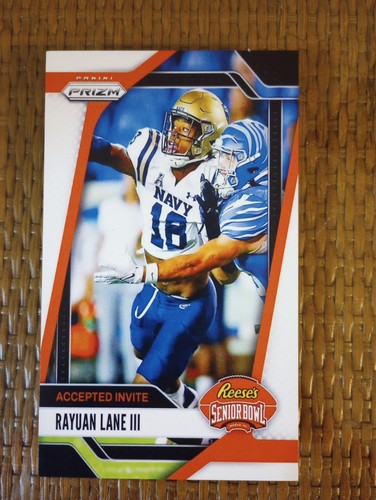 PANINI
PRIZM
NAVY
18
ACCEPTED INVITE
RAYUAN LANE III
Reese's
SENIOR BOWL